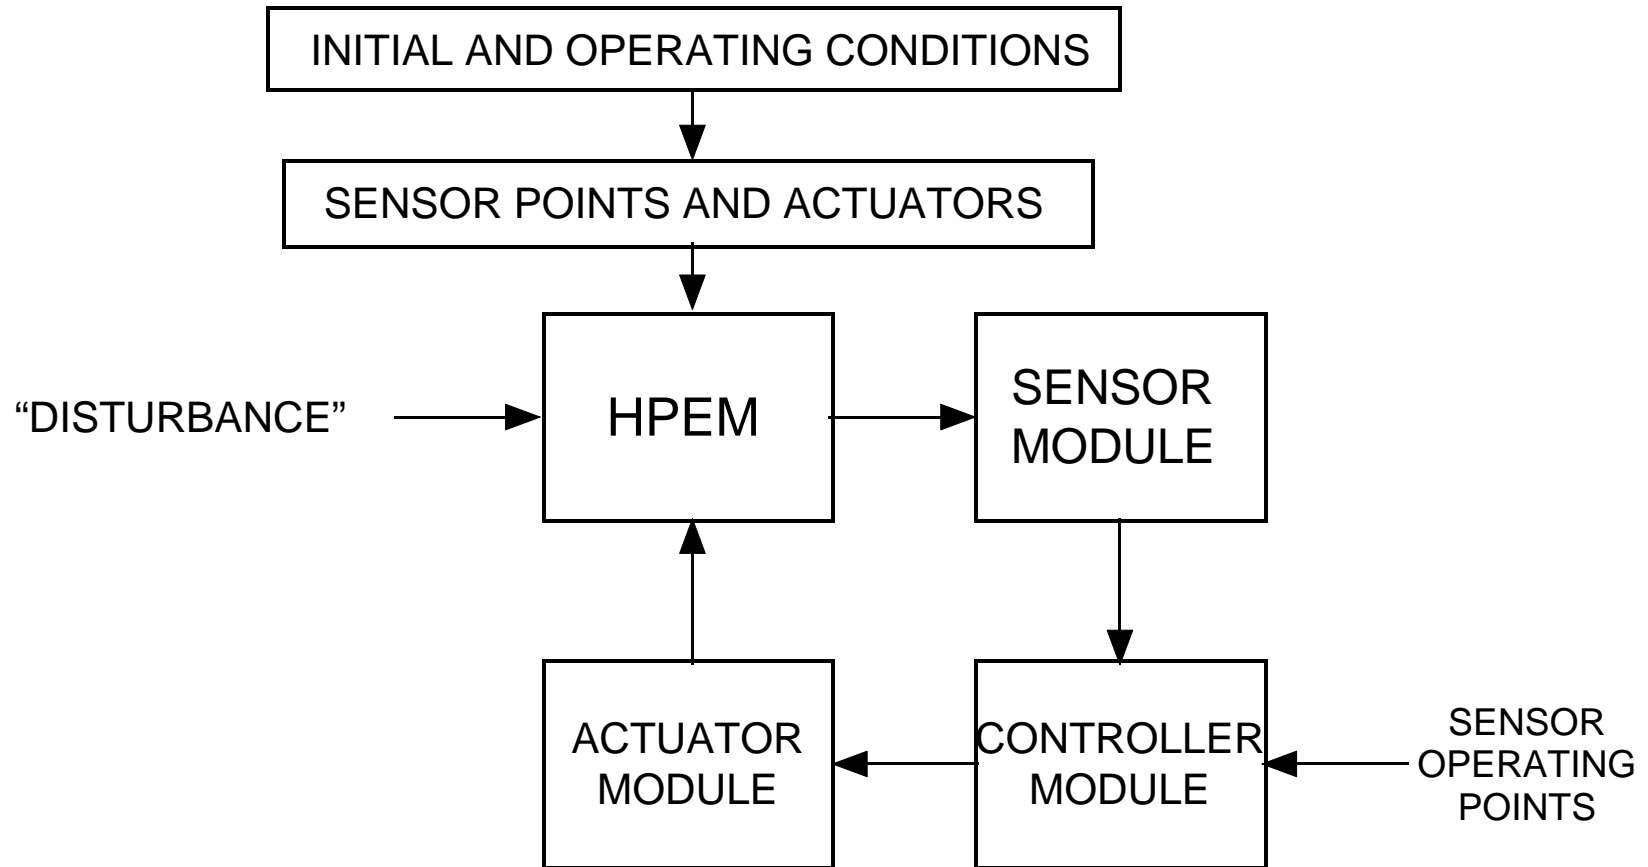 INITIAL AND OPERATING CONDITIONS
SENSOR POINTS AND ACTUATORS
“DISTURBANCE”
HPEM
SENSOR
MODULE
ACTUATOR
MODULE
CONTROLLER
MODULE
SENSOR
OPERATING
POINTS